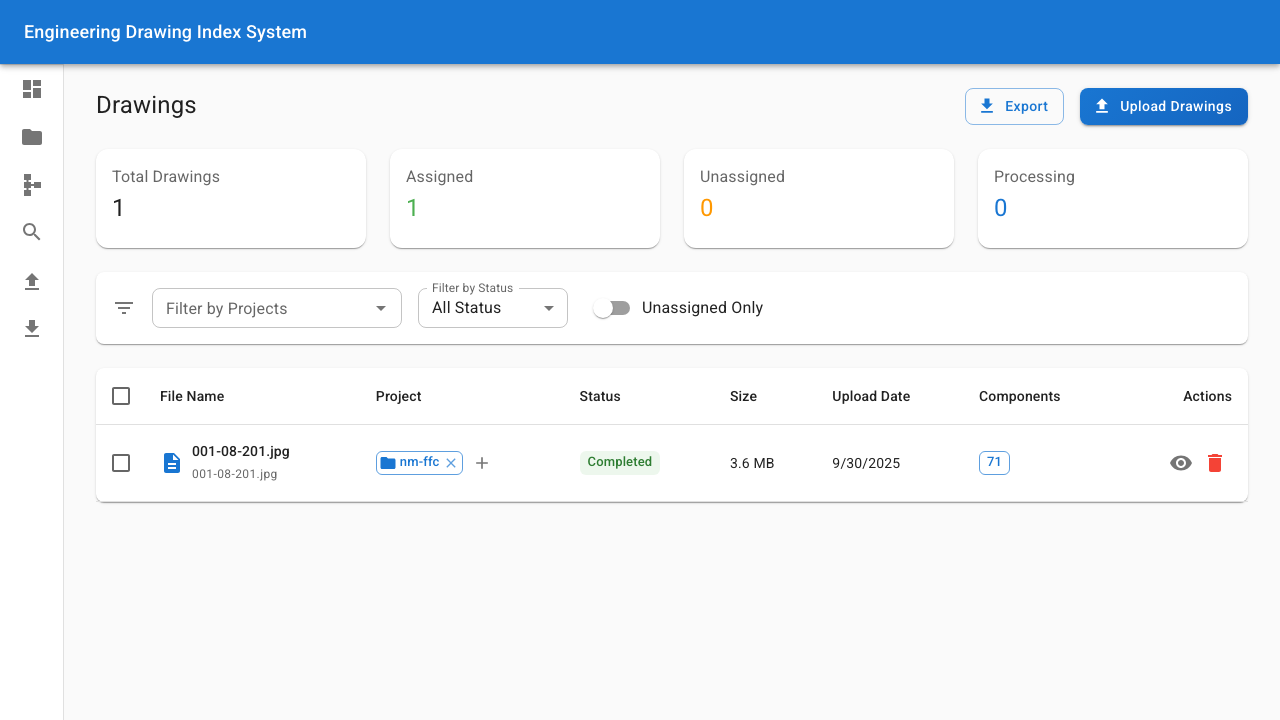 Engineering Drawing Index System
Drawings
Export
Upload Drawings
Total Drawings
1
Assigned
1
Unassigned
0
Processing
0
Filter by Projects
Filter by Status
All Status
Unassigned Only
File Name Project Status Size Upload Date Components Actions
001-08-201.jpg
001-08-201.jpg
nm-ffc
Completed
3.6 MB
9/30/2025
71